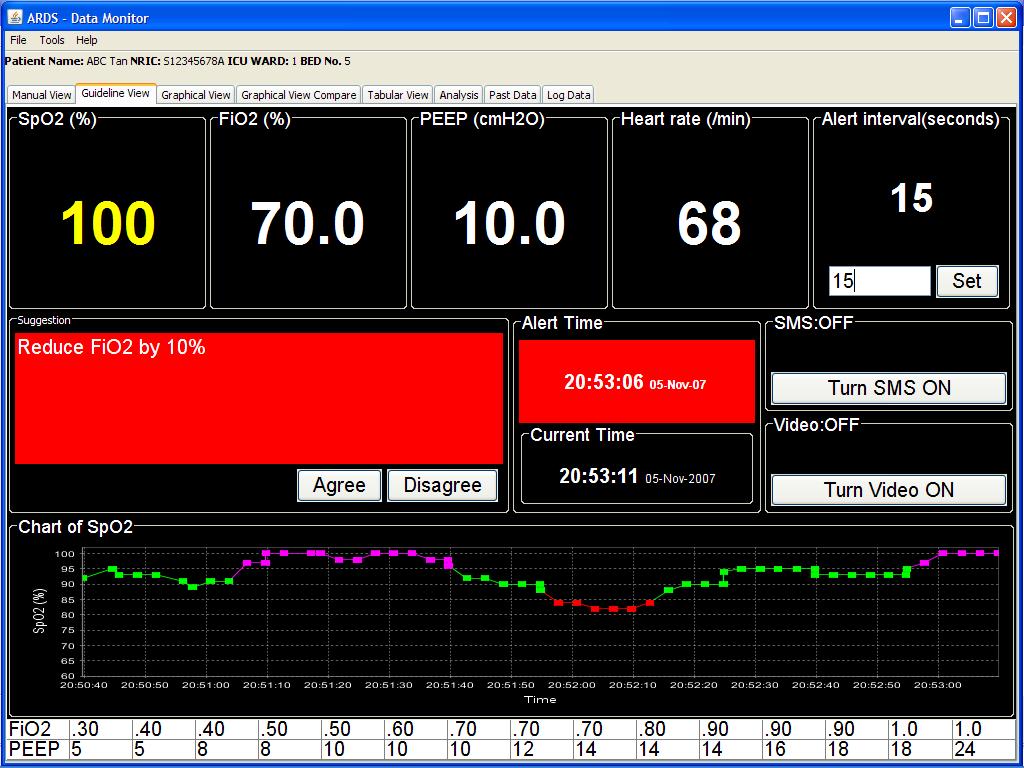 ARDS - Data Monitor
File Tools Help
Patient Name: ABC Tan NRIC: S12345678A ICU WARD: 1 BED No. 5
Manual View Guideline View Graphical View Graphical View Compare Tabular View Analysis Past Data Log Data
SpO2 (%) FiO2 (%) PEEP (cmH2O) Heart rate (/min) Alert interval(seconds)
100 70.0 10.0 68 15
15 Set
Suggestion Alert Time SMS:OFF
Reduce FiO2 by 10%
20:53:06 05-Nov-07 Turn SMS ON
Current Time Video:OFF
20:53:11 05-Nov-2007
Agree Disagree Turn Video ON
Chart of SpO2
SpO2 (%)
100
95
90
85
80
75
70
65
60
20:50:40 20:50:50 20:51:00 20:51:10 20:51:20 20:51:30 20:51:40 20:51:50 20:52:00 20:52:10 20:52:20 20:52:30 20:52:40 20:52:50 20:53:00
Time
FiO2 .30 .40 .40 .50 .50 .60 .70 .70 .70 .80 .90 .90 .90 1.0 1.0
PEEP 5 5 8 8 10 10 10 12 14 14 14 16 18 18 24